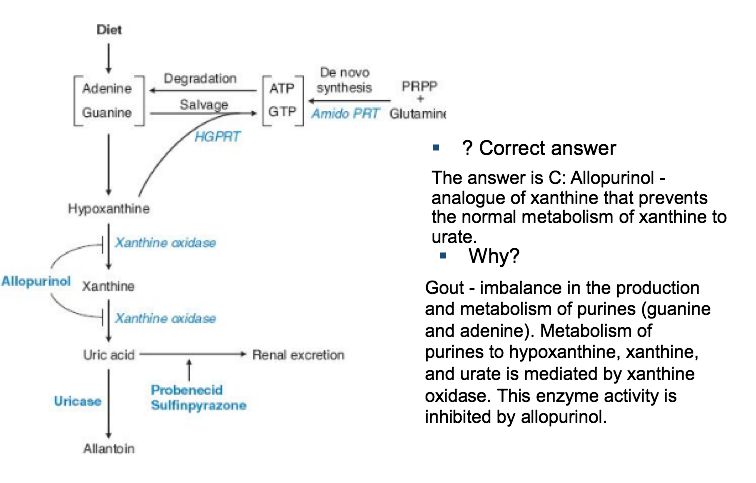 Diet
Degradation
De novo
synthesis
Adenine
ATP
PRPP
+
Guanine
Salvage
GTP
Amido PRT
Glutamine
HGPRT
Hypoxanthine
Xanthine oxidase
Allopurinol
Xanthine
Xanthine oxidase
Uric acid
Renal excretion
Uricase
Probenecid
Sulfinpyrazone
Allantoin
▪ ? Correct answer
The answer is C: Allopurinol -
analogue of xanthine that prevents
the normal metabolism of xanthine to
urate.
▪ Why?
Gout - imbalance in the production
and metabolism of purines (guanine
and adenine). Metabolism of
purines to hypoxanthine, xanthine,
and urate is mediated by xanthine
oxidase. This enzyme activity is
inhibited by allopurinol.